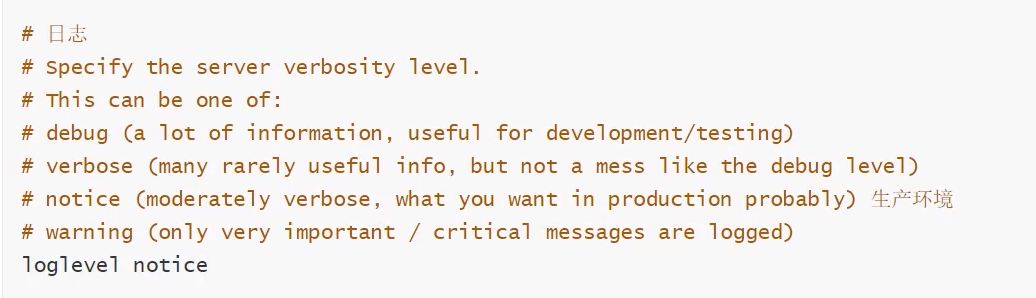 # 日志
# Specify the server verbosity level.
# This can be one of:
# debug (a lot of information, useful for development/testing)
# verbose (many rarely useful info, but not a mess like the debug level)
# notice (moderately verbose, what you want in production probably) 生产环境
# warning (only very important / critical messages are logged)
loglevel notice